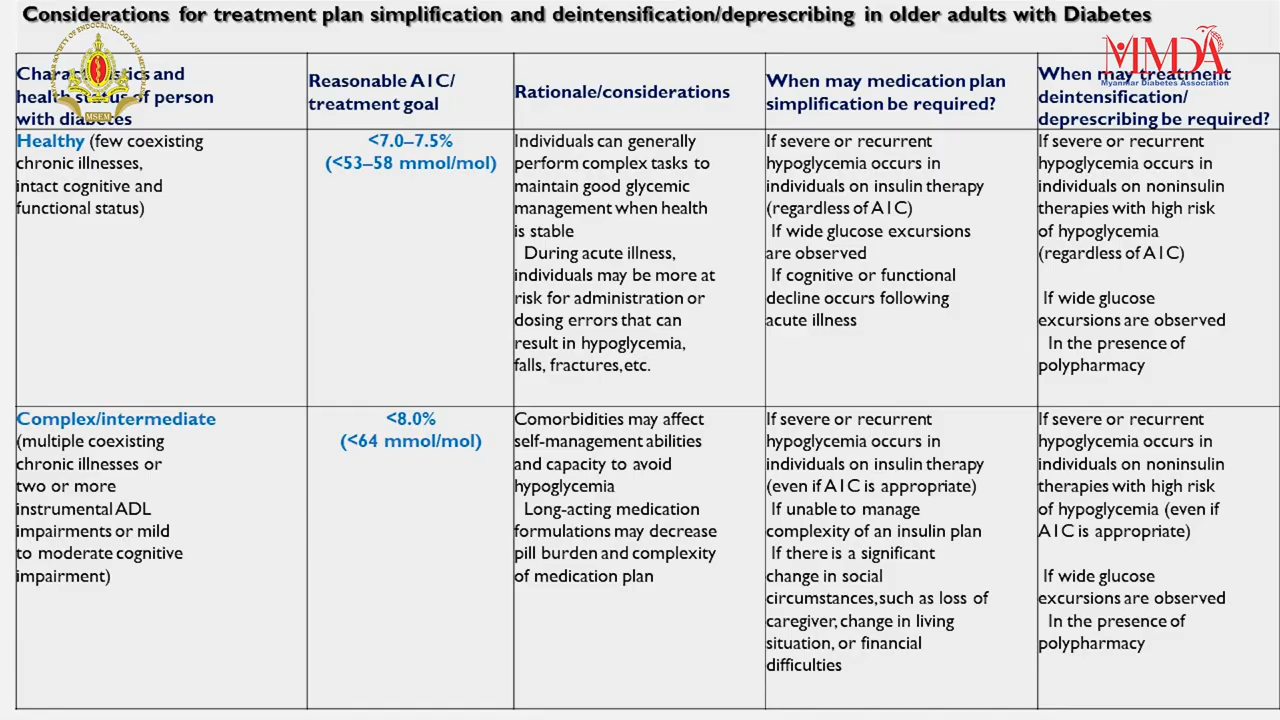 Considerations for treatment plan simplification and deintensification/deprescribing in older adults with Diabetes
MMDA
Myanmar Diabetes Association
MSEM
Characteristics and
health status of person
with diabetes
Reasonable A1C/
treatment goal
Rationale/considerations
When may medication plan
simplification be required?
When may treatment
deintensification/
deprescribing be required?
Healthy (few coexisting
chronic illnesses,
intact cognitive and
functional status)
<7.0–7.5%
(<53–58 mmol/mol)
Individuals can generally
perform complex tasks to
maintain good glycemic
management when health
is stable
During acute illness,
individuals may be more at
risk for administration or
dosing errors that can
result in hypoglycemia,
falls, fractures, etc.
If severe or recurrent
hypoglycemia occurs in
individuals on insulin therapy
(regardless of A1C)
If wide glucose excursions
are observed
If cognitive or functional
decline occurs following
acute illness
If severe or recurrent
hypoglycemia occurs in
individuals on noninsulin
therapies with high risk
of hypoglycemia
(regardless of A1C)
If wide glucose
excursions are observed
In the presence of
polypharmacy
Complex/intermediate
(multiple coexisting
chronic illnesses or
two or more
instrumental ADL
impairments or mild
to moderate cognitive
impairment)
<8.0%
(<64 mmol/mol)
Comorbidities may affect
self-management abilities
and capacity to avoid
hypoglycemia
Long-acting medication
formulations may decrease
pill burden and complexity
of medication plan
If severe or recurrent
hypoglycemia occurs in
individuals on insulin therapy
(even if A1C is appropriate)
If unable to manage
complexity of an insulin plan
If there is a significant
change in social
circumstances, such as loss of
caregiver, change in living
situation, or financial
difficulties
If severe or recurrent
hypoglycemia occurs in
individuals on noninsulin
therapies with high risk
of hypoglycemia (even if
A1C is appropriate)
If wide glucose
excursions are observed
In the presence of
polypharmacy